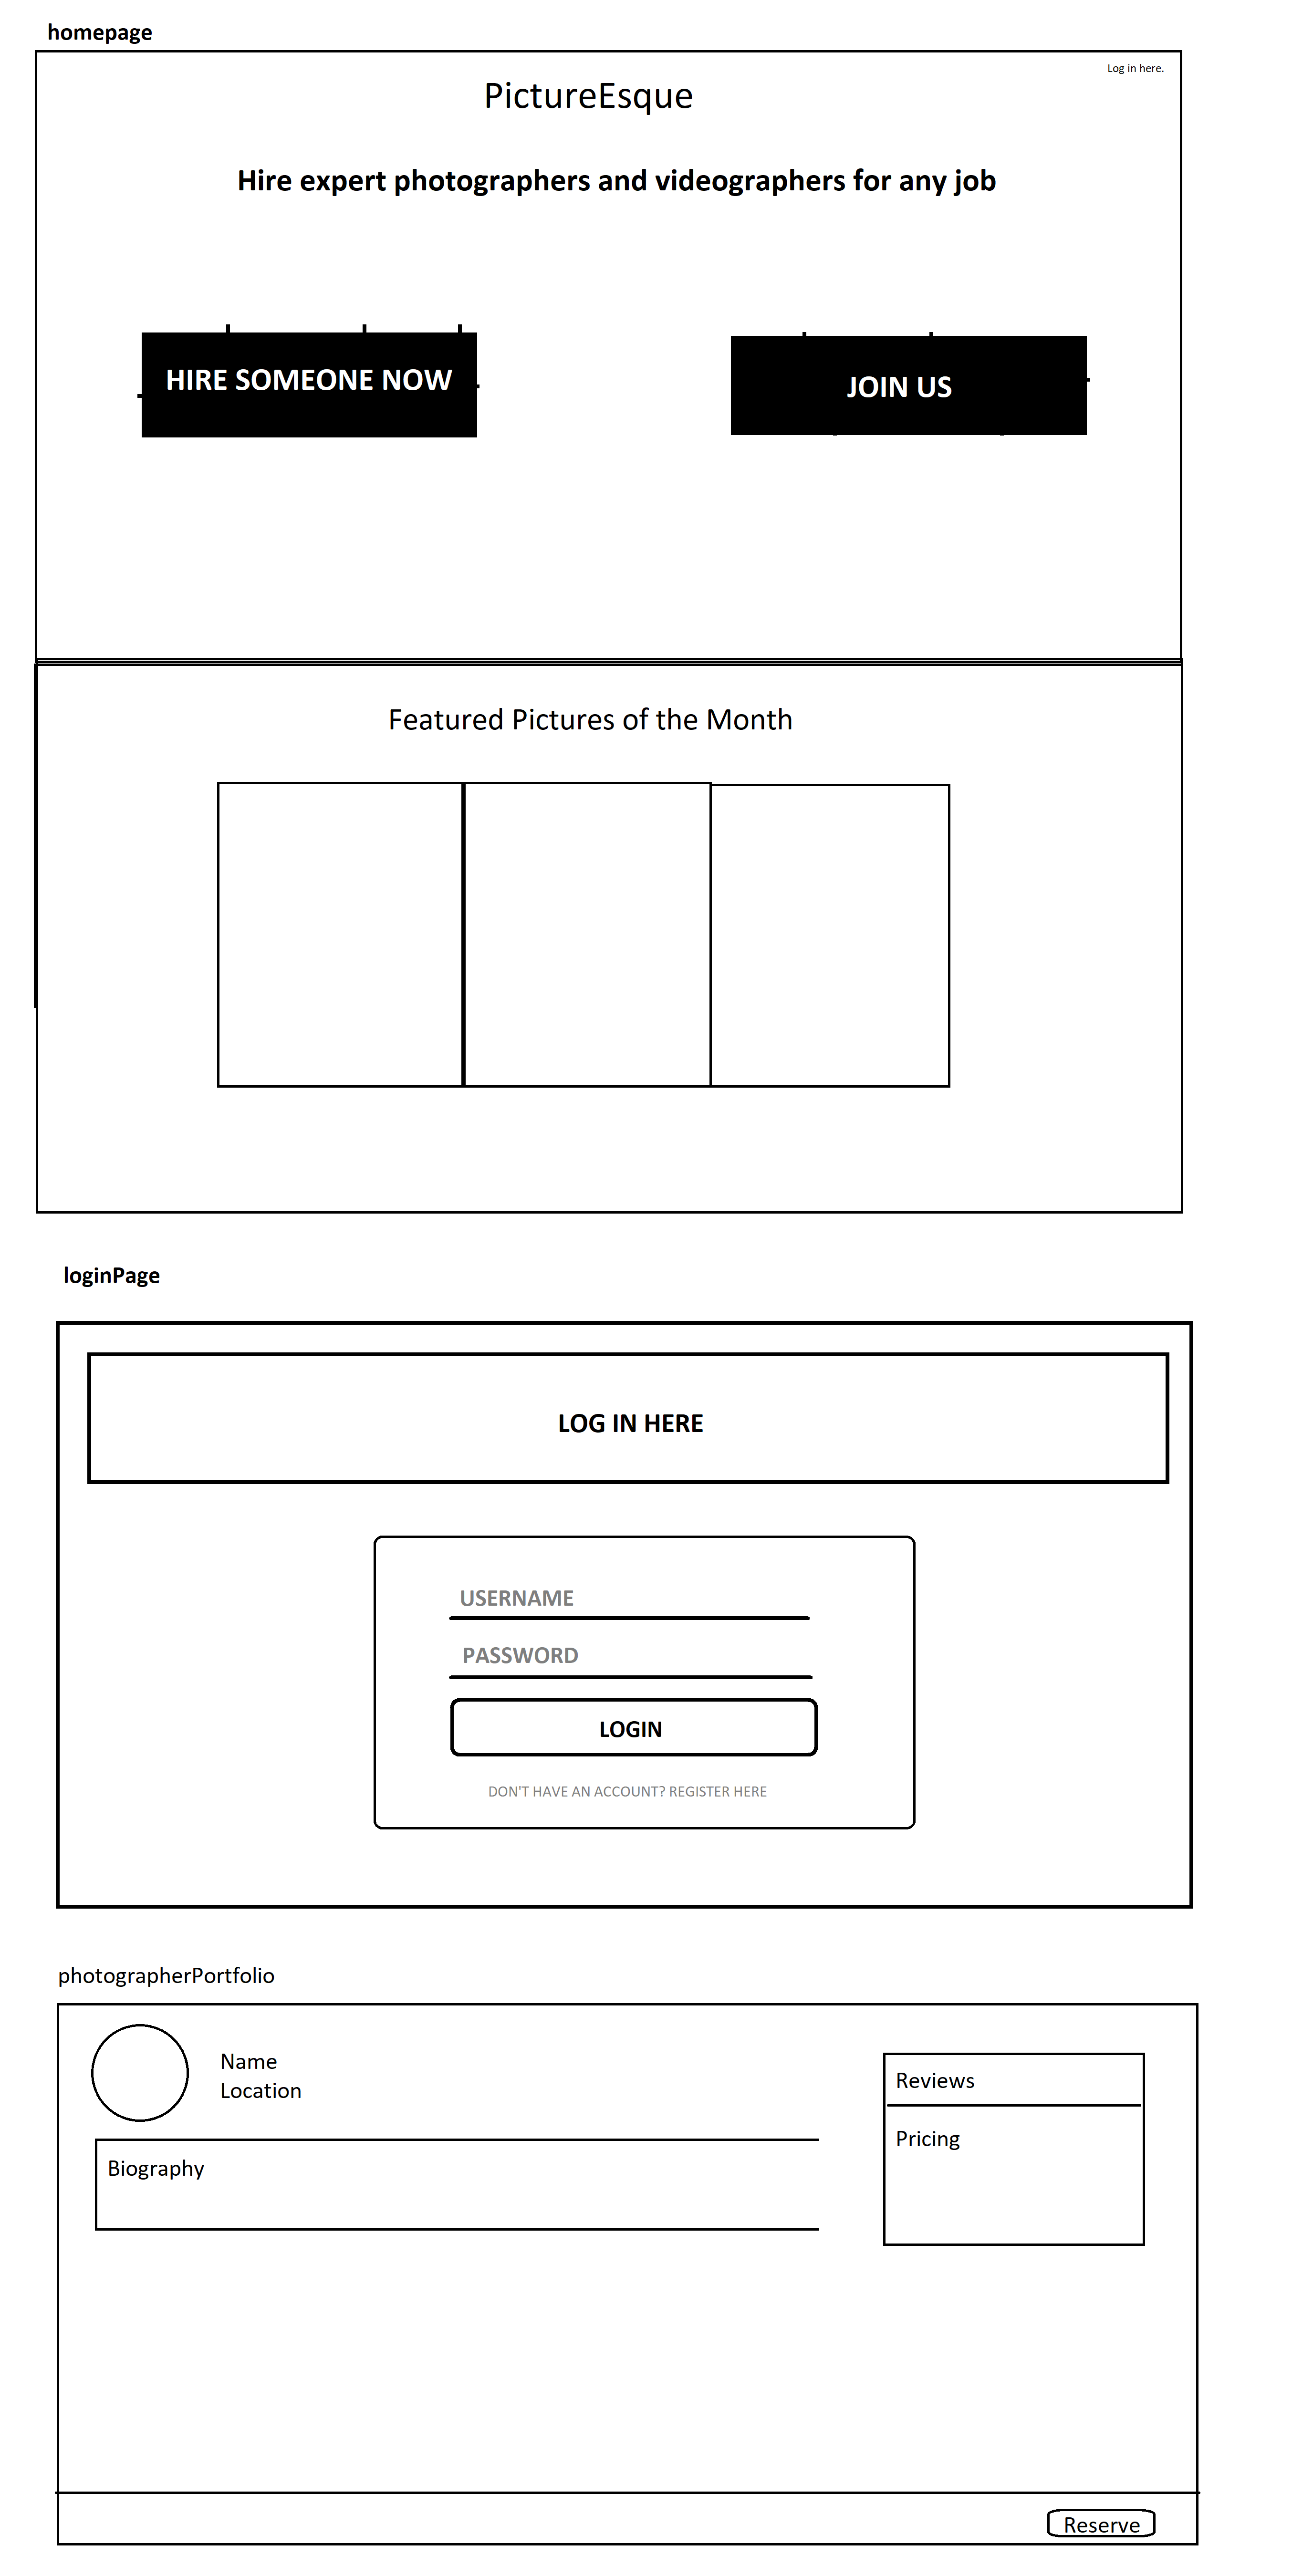 homepage
Log in here.
PictureEsque
Hire expert photographers and videographers for any job
HIRE SOMEONE NOW
JOIN US
Featured Pictures of the Month
loginPage
LOG IN HERE
USERNAME
PASSWORD
LOGIN
DON'T HAVE AN ACCOUNT? REGISTER HERE
photographerPortfolio
Name
Location
Reviews
Pricing
Biography
Reserve